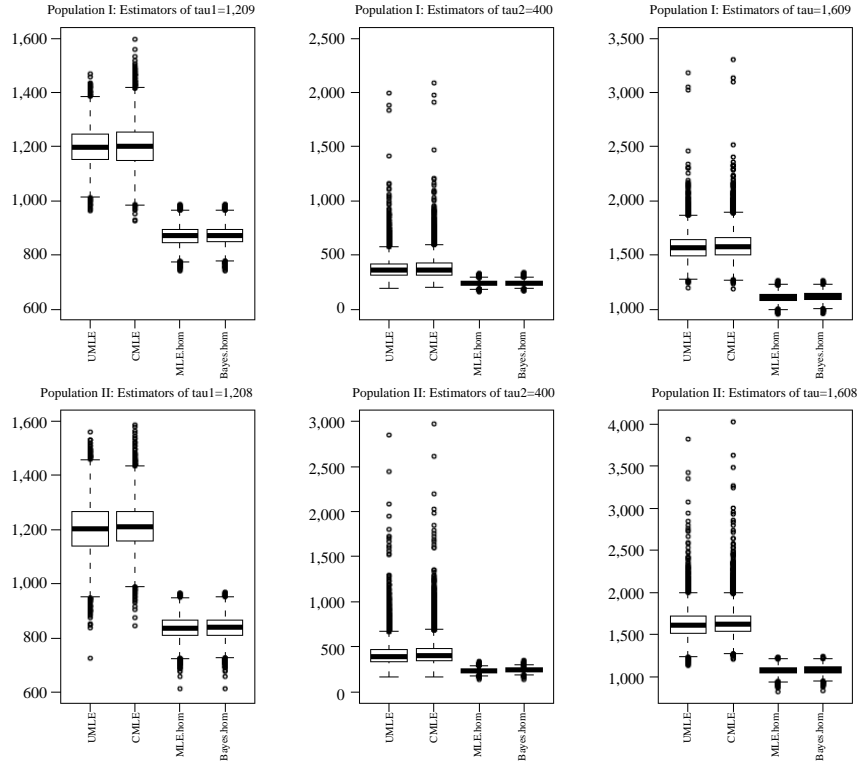 Population I: Estimators of tau1=1,209
1,600
1,400
1,200
1,000
800
600
UMLE
CMLE
MLE.hom
Bayes.hom
Population I: Estimators of tau2=400
2,500
2,000
1,500
1,000
500
0
UMLE
CMLE
MLE.hom
Bayes.hom
Population I: Estimators of tau=1,609
3,500
3,000
2,500
2,000
1,500
1,000
UMLE
CMLE
MLE.hom
Bayes.hom
Population II: Estimators of tau1=1,208
1,600
1,400
1,200
1,000
800
600
UMLE
CMLE
MLE.hom
Bayes.hom
Population II: Estimators of tau2=400
3,000
2,500
2,000
1,500
1,000
500
0
UMLE
CMLE
MLE.hom
Bayes.hom
Population II: Estimators of tau=1,608
4,000
3,500
3,000
2,500
2,000
1,500
1,000
UMLE
CMLE
MLE.hom
Bayes.hom